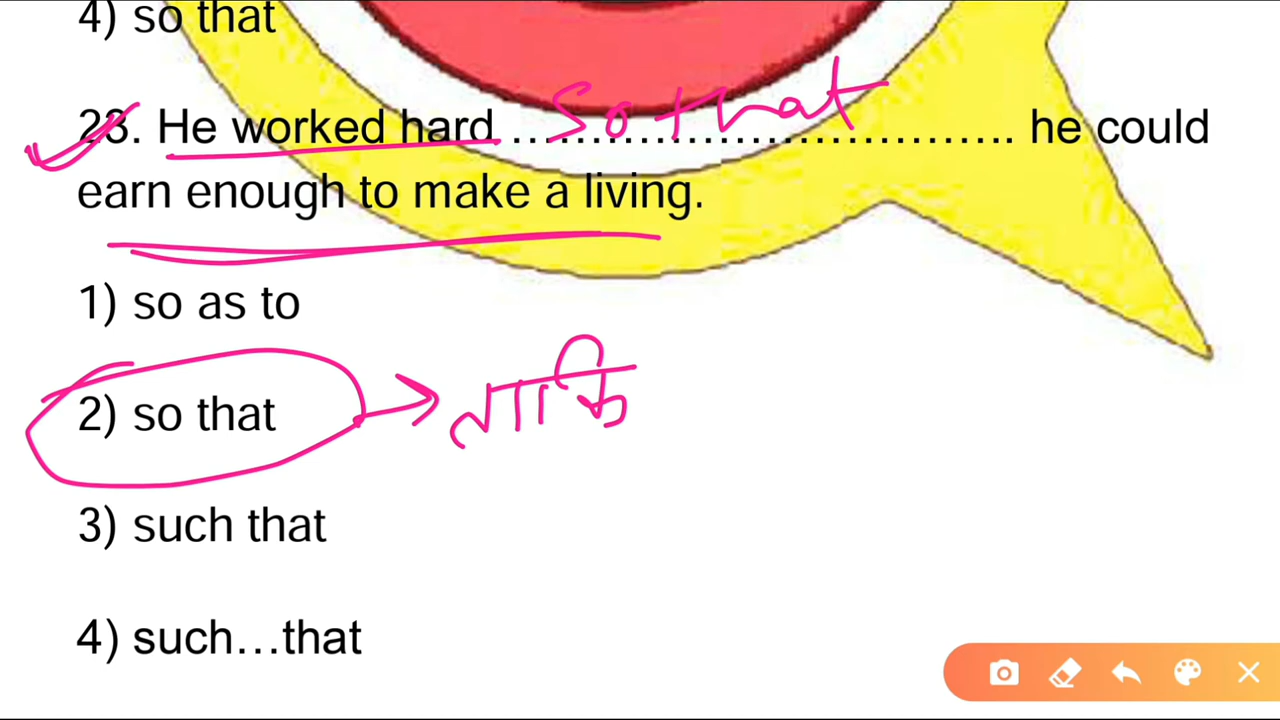 4) so that
so that
23. He worked hard ………………………………. he could
earn enough to make a living.
1) so as to
2) so that ताकि
3) such that
4) such…that